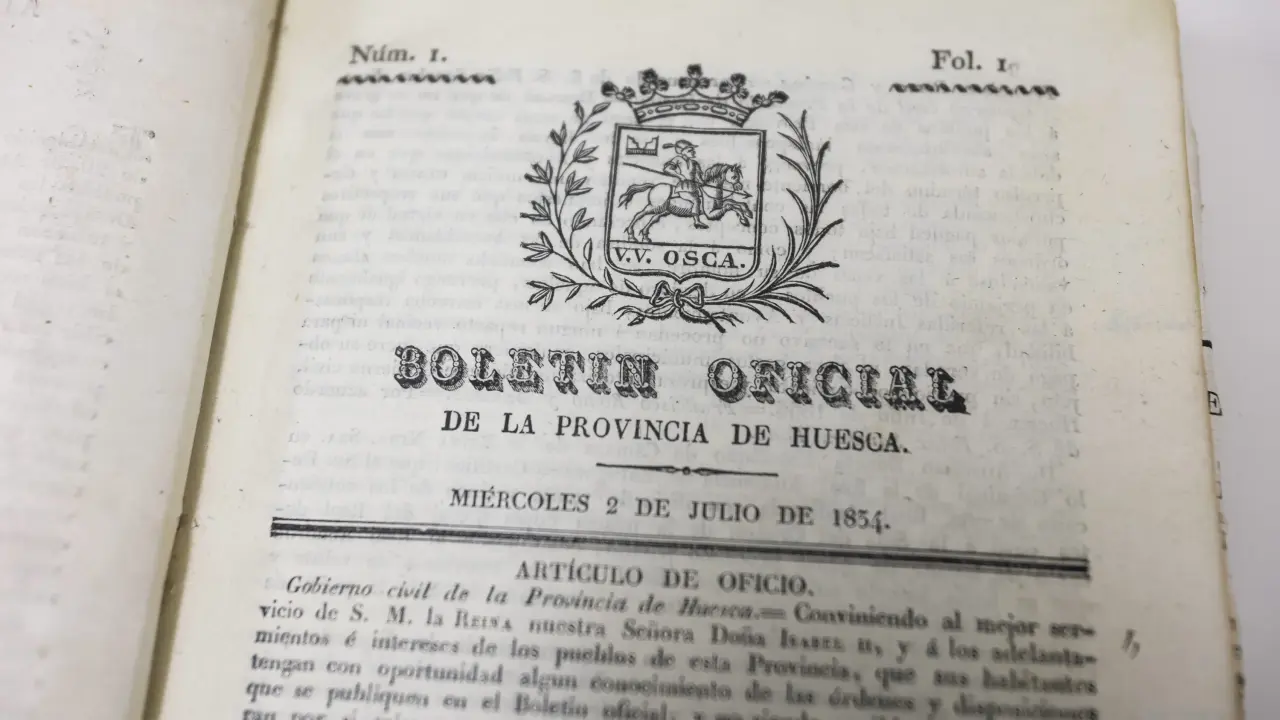 Núm. 1.
Fol. 1
V.V. OSCA.
BOLETIN OFICIAL
DE LA PROVINCIA DE HUESCA.
MIÉRCOLES 2 DE JULIO DE 1834.
ARTÍCULO DE OFICIO.
Gobierno civil de la Provincia de Huesca.= Conviniendo al mejor ser-
vicio de S. M. la REINA nuestra Señora Doña ISABEL II, y á los adelanta-
mientos é intereses de los pueblos de esta Provincia, que sus habitantes
tengan con oportunidad algun conocimiento de las órdenes y disposiciones
que se publiquen en el Boletin oficial, y